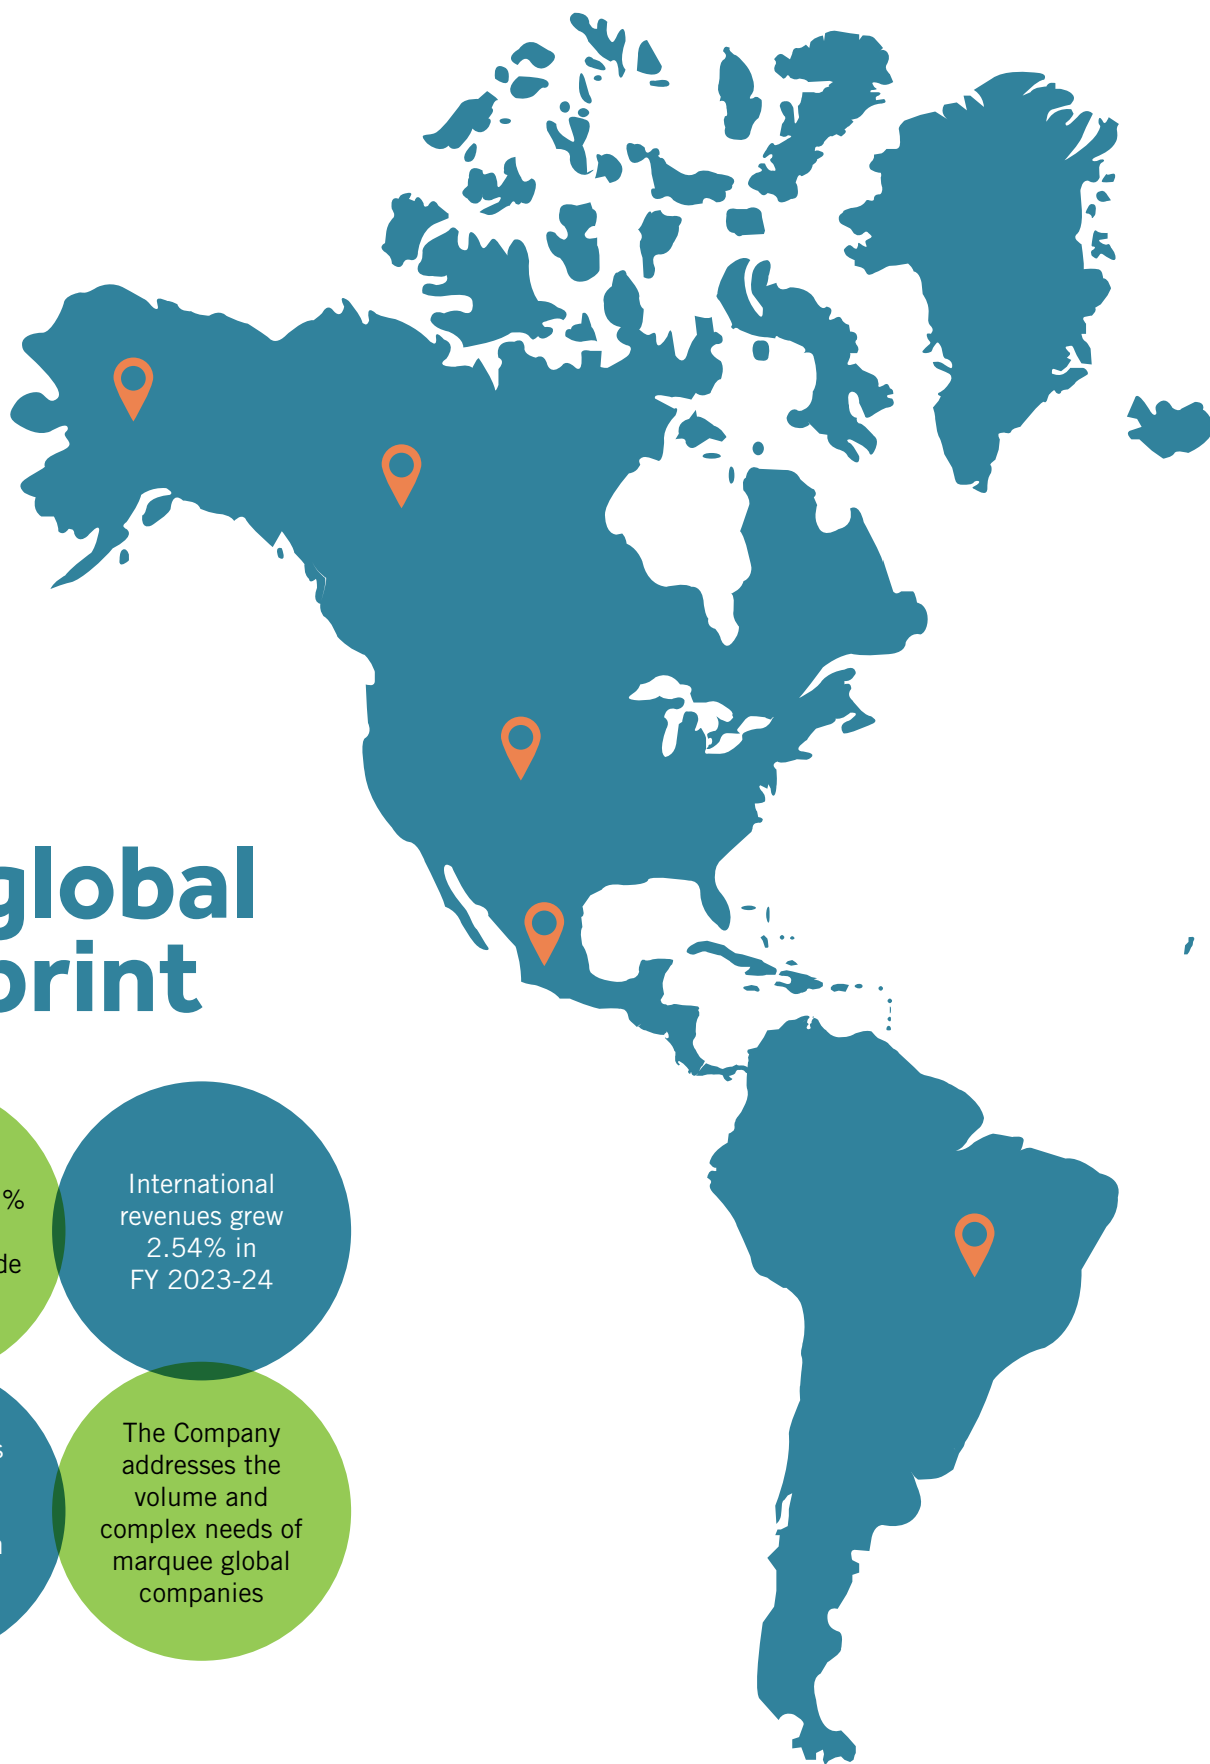 global
print
%
de
International
revenues grew
2.54% in
FY 2023-24
s
The Company
addresses the
volume and
complex needs of
marquee global
companies